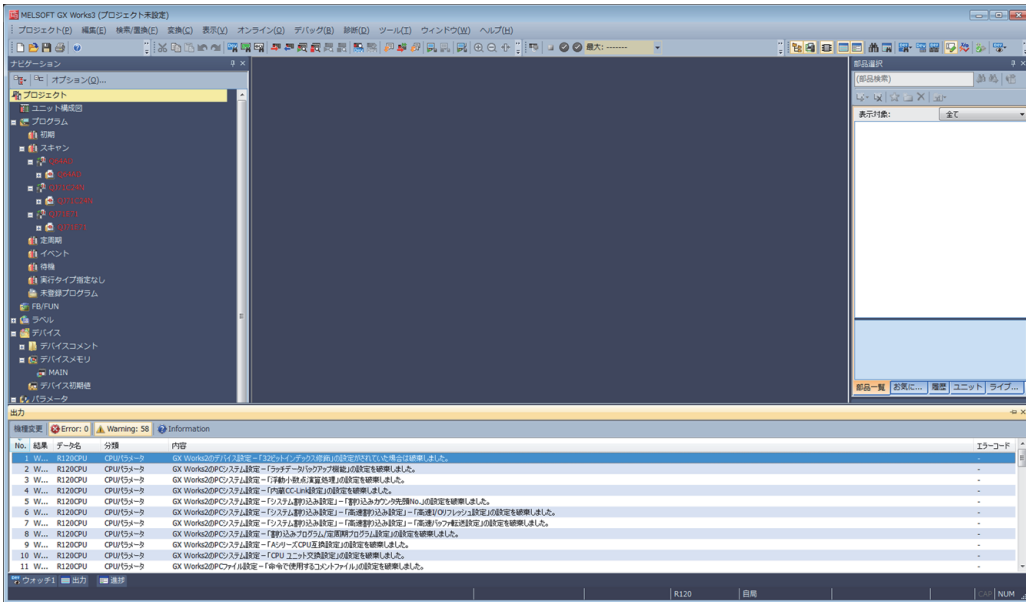 MELSOFT GX Works3 (プロジェクト未設定)
プロジェクト(P) 編集(E) 検索/置換(F) 変換(C) 表示(V) オンライン(O) デバッグ(B) 診断(D) ツール(T) ウィンドウ(W) ヘルプ(H)
最大: -------
ナビゲーション
オプション(O)...
プロジェクト
ユニット構成図
プログラム
初期
スキャン
定周期
イベント
待機
実行タイプ指定なし
未登録プログラム
FB/FUN
ラベル
デバイス
デバイスコメント
デバイスメモリ
MAIN
デバイス初期値
パラメータ
部品選択
(部品検索)
表示対象: 全て
部品一覧 お気に... 履歴 ユニット ライブ...
出力
機種変更 Error: 0 Warning: 58 Information
No. 結果 データ名 分類 内容 エラーコード
1 W... R120CPU CPUパラメータ GX Works2のデバイス設定－「32ビットインデックス修飾」の設定がされていた場合は破棄しました。 -
2 W... R120CPU CPUパラメータ GX Works2のPCシステム設定－「ラッチデータバックアップ機能」の設定を破棄しました。 -
3 W... R120CPU CPUパラメータ GX Works2のPCシステム設定－「浮動小数点演算処理」の設定を破棄しました。 -
4 W... R120CPU CPUパラメータ GX Works2のPCシステム設定－「内蔵CC-Link設定」の設定を破棄しました。 -
5 W... R120CPU CPUパラメータ GX Works2のPCシステム設定－「システム割り込み設定」－「割り込みカウンタ先頭No.」の設定を破棄しました。 -
6 W... R120CPU CPUパラメータ GX Works2のPCシステム設定－「システム割り込み設定」－「高速割り込み設定」－「高速I/Oリフレッシュ設定」の設定を破棄しました。 -
7 W... R120CPU CPUパラメータ GX Works2のPCシステム設定－「システム割り込み設定」－「高速割り込み設定」－「高速バッファ転送設定」の設定を破棄しました。 -
8 W... R120CPU CPUパラメータ GX Works2のPCシステム設定－「割り込みプログラム/定周期プログラム設定」の設定を破棄しました。 -
9 W... R120CPU CPUパラメータ GX Works2のPCシステム設定－「AシリーズCPU互換設定」の設定を破棄しました。 -
10 W... R120CPU CPUパラメータ GX Works2のPCシステム設定－「CPU ユニット交換設定」の設定を破棄しました。 -
11 W... R120CPU CPUパラメータ GX Works2のPCファイル設定－「命令で使用するコメントファイル」の設定を破棄しました。 -
ウォッチ1 出力 進捗
R120 自局 CAP NUM